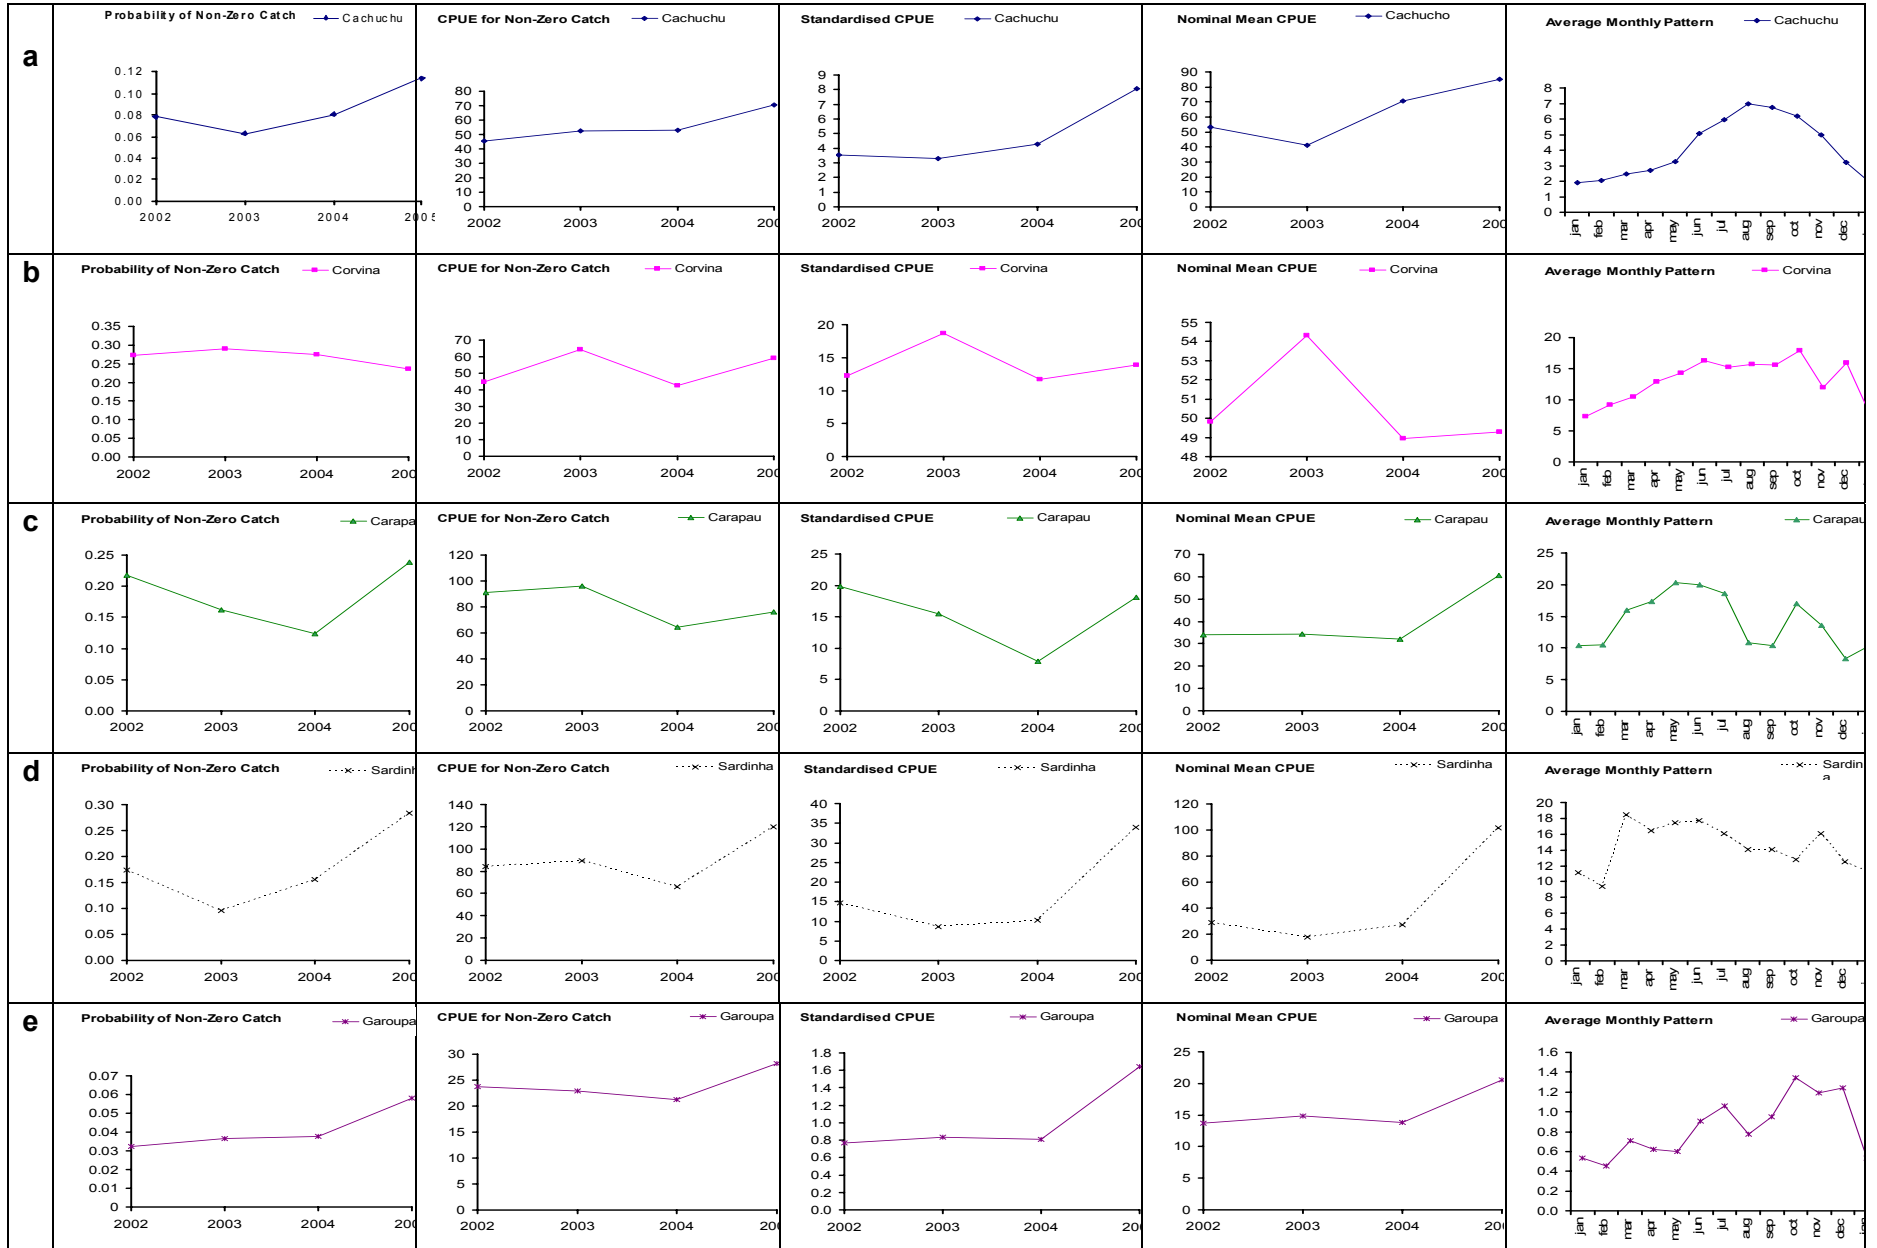 a
Probability of Non-Zero Catch
Cachuchu
0.12
0.10
0.08
0.06
0.04
0.02
0.00
2002 2003 2004 2005
CPUE for Non-Zero Catch
Cachuchu
80
70
60
50
40
30
20
10
0
2002 2003 2004 200
Standardised CPUE
Cachuchu
9
8
7
6
5
4
3
2
1
0
2002 2003 2004 200
Nominal Mean CPUE
Cachucho
90
80
70
60
50
40
30
20
10
0
2002 2003 2004 200
Average Monthly Pattern
Cachuchu
8
7
6
5
4
3
2
1
0
jan feb mar apr may jun jul aug sep oct nov dec
b
Probability of Non-Zero Catch
Corvina
0.35
0.30
0.25
0.20
0.15
0.10
0.05
0.00
2002 2003 2004 200
CPUE for Non-Zero Catch
Corvina
70
60
50
40
30
20
10
0
2002 2003 2004 200
Standardised CPUE
Corvina
20
15
10
5
0
2002 2003 2004 200
Nominal Mean CPUE
Corvina
55
54
53
52
51
50
49
48
2002 2003 2004 200
Average Monthly Pattern
Corvina
20
15
10
5
0
jan feb mar apr may jun jul aug sep oct nov dec
c
Probability of Non-Zero Catch
Carapa
0.25
0.20
0.15
0.10
0.05
0.00
2002 2003 2004 200
CPUE for Non-Zero Catch
Carapau
120
100
80
60
40
20
0
2002 2003 2004 200
Standardised CPUE
Carapau
25
20
15
10
5
0
2002 2003 2004 200
Nominal Mean CPUE
Carapau
70
60
50
40
30
20
10
0
2002 2003 2004 200
Average Monthly Pattern
Carapau
25
20
15
10
5
0
jan feb mar apr may jun jul aug sep oct nov dec
d
Probability of Non-Zero Catch
Sardinh
0.30
0.25
0.20
0.15
0.10
0.05
0.00
2002 2003 2004 200
CPUE for Non-Zero Catch
Sardinha
140
120
100
80
60
40
20
0
2002 2003 2004 200
Standardised CPUE
Sardinha
40
35
30
25
20
15
10
5
0
2002 2003 2004 200
Nominal Mean CPUE
Sardinha
120
100
80
60
40
20
0
2002 2003 2004 200
Average Monthly Pattern
Sardin
a
20
18
16
14
12
10
8
6
4
2
0
jan feb mar apr may jun jul aug sep oct nov dec
e
Probability of Non-Zero Catch
Garoupa
0.07
0.06
0.05
0.04
0.03
0.02
0.01
0
2002 2003 2004 200
CPUE for Non-Zero Catch
Garoupa
30
25
20
15
10
5
0
2002 2003 2004 200
Standardised CPUE
Garoupa
1.8
1.6
1.4
1.2
1.0
0.8
0.6
0.4
0.2
0.0
2002 2003 2004 200
Nominal Mean CPUE
Garoupa
25
20
15
10
5
0
2002 2003 2004 200
Average Monthly Pattern
Garoupa
1.6
1.4
1.2
1.0
0.8
0.6
0.4
0.2
0.0
jan feb mar apr may jun jul aug sep oct nov dec